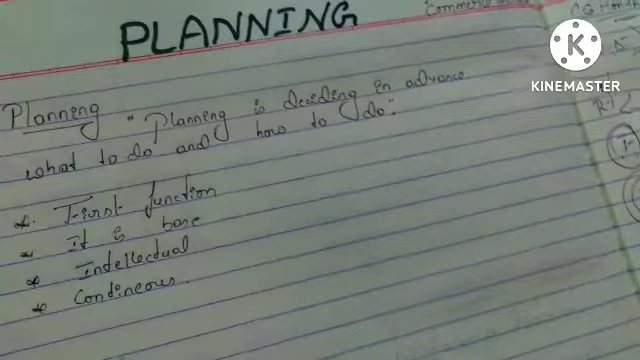 PLANNING
KINEMASTER
Planning "Planning is deciding in advance
what to do and how to do".
*. First function
* It is base
* Intellectual
* Contineous.